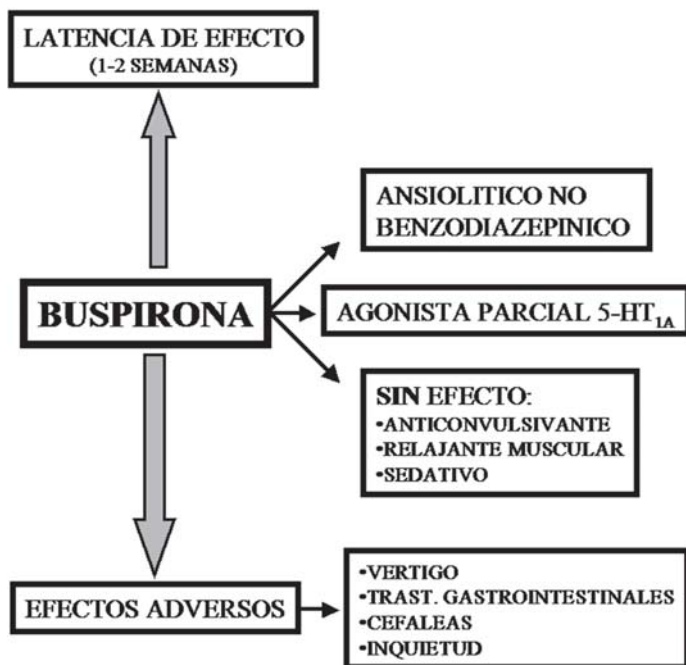 LATENCIA DE EFECTO
(1-2 SEMANAS)
ANSIOLITICO NO
BENZODIAZEPINICO
BUSPIRONA
AGONISTA PARCIAL 5-HT1A
SIN EFECTO:
•ANTICONVULSIVANTE
•RELAJANTE MUSCULAR
•SEDATIVO
EFECTOS ADVERSOS
•VERTIGO
•TRAST. GASTROINTESTINALES
•CEFALEAS
•INQUIETUD